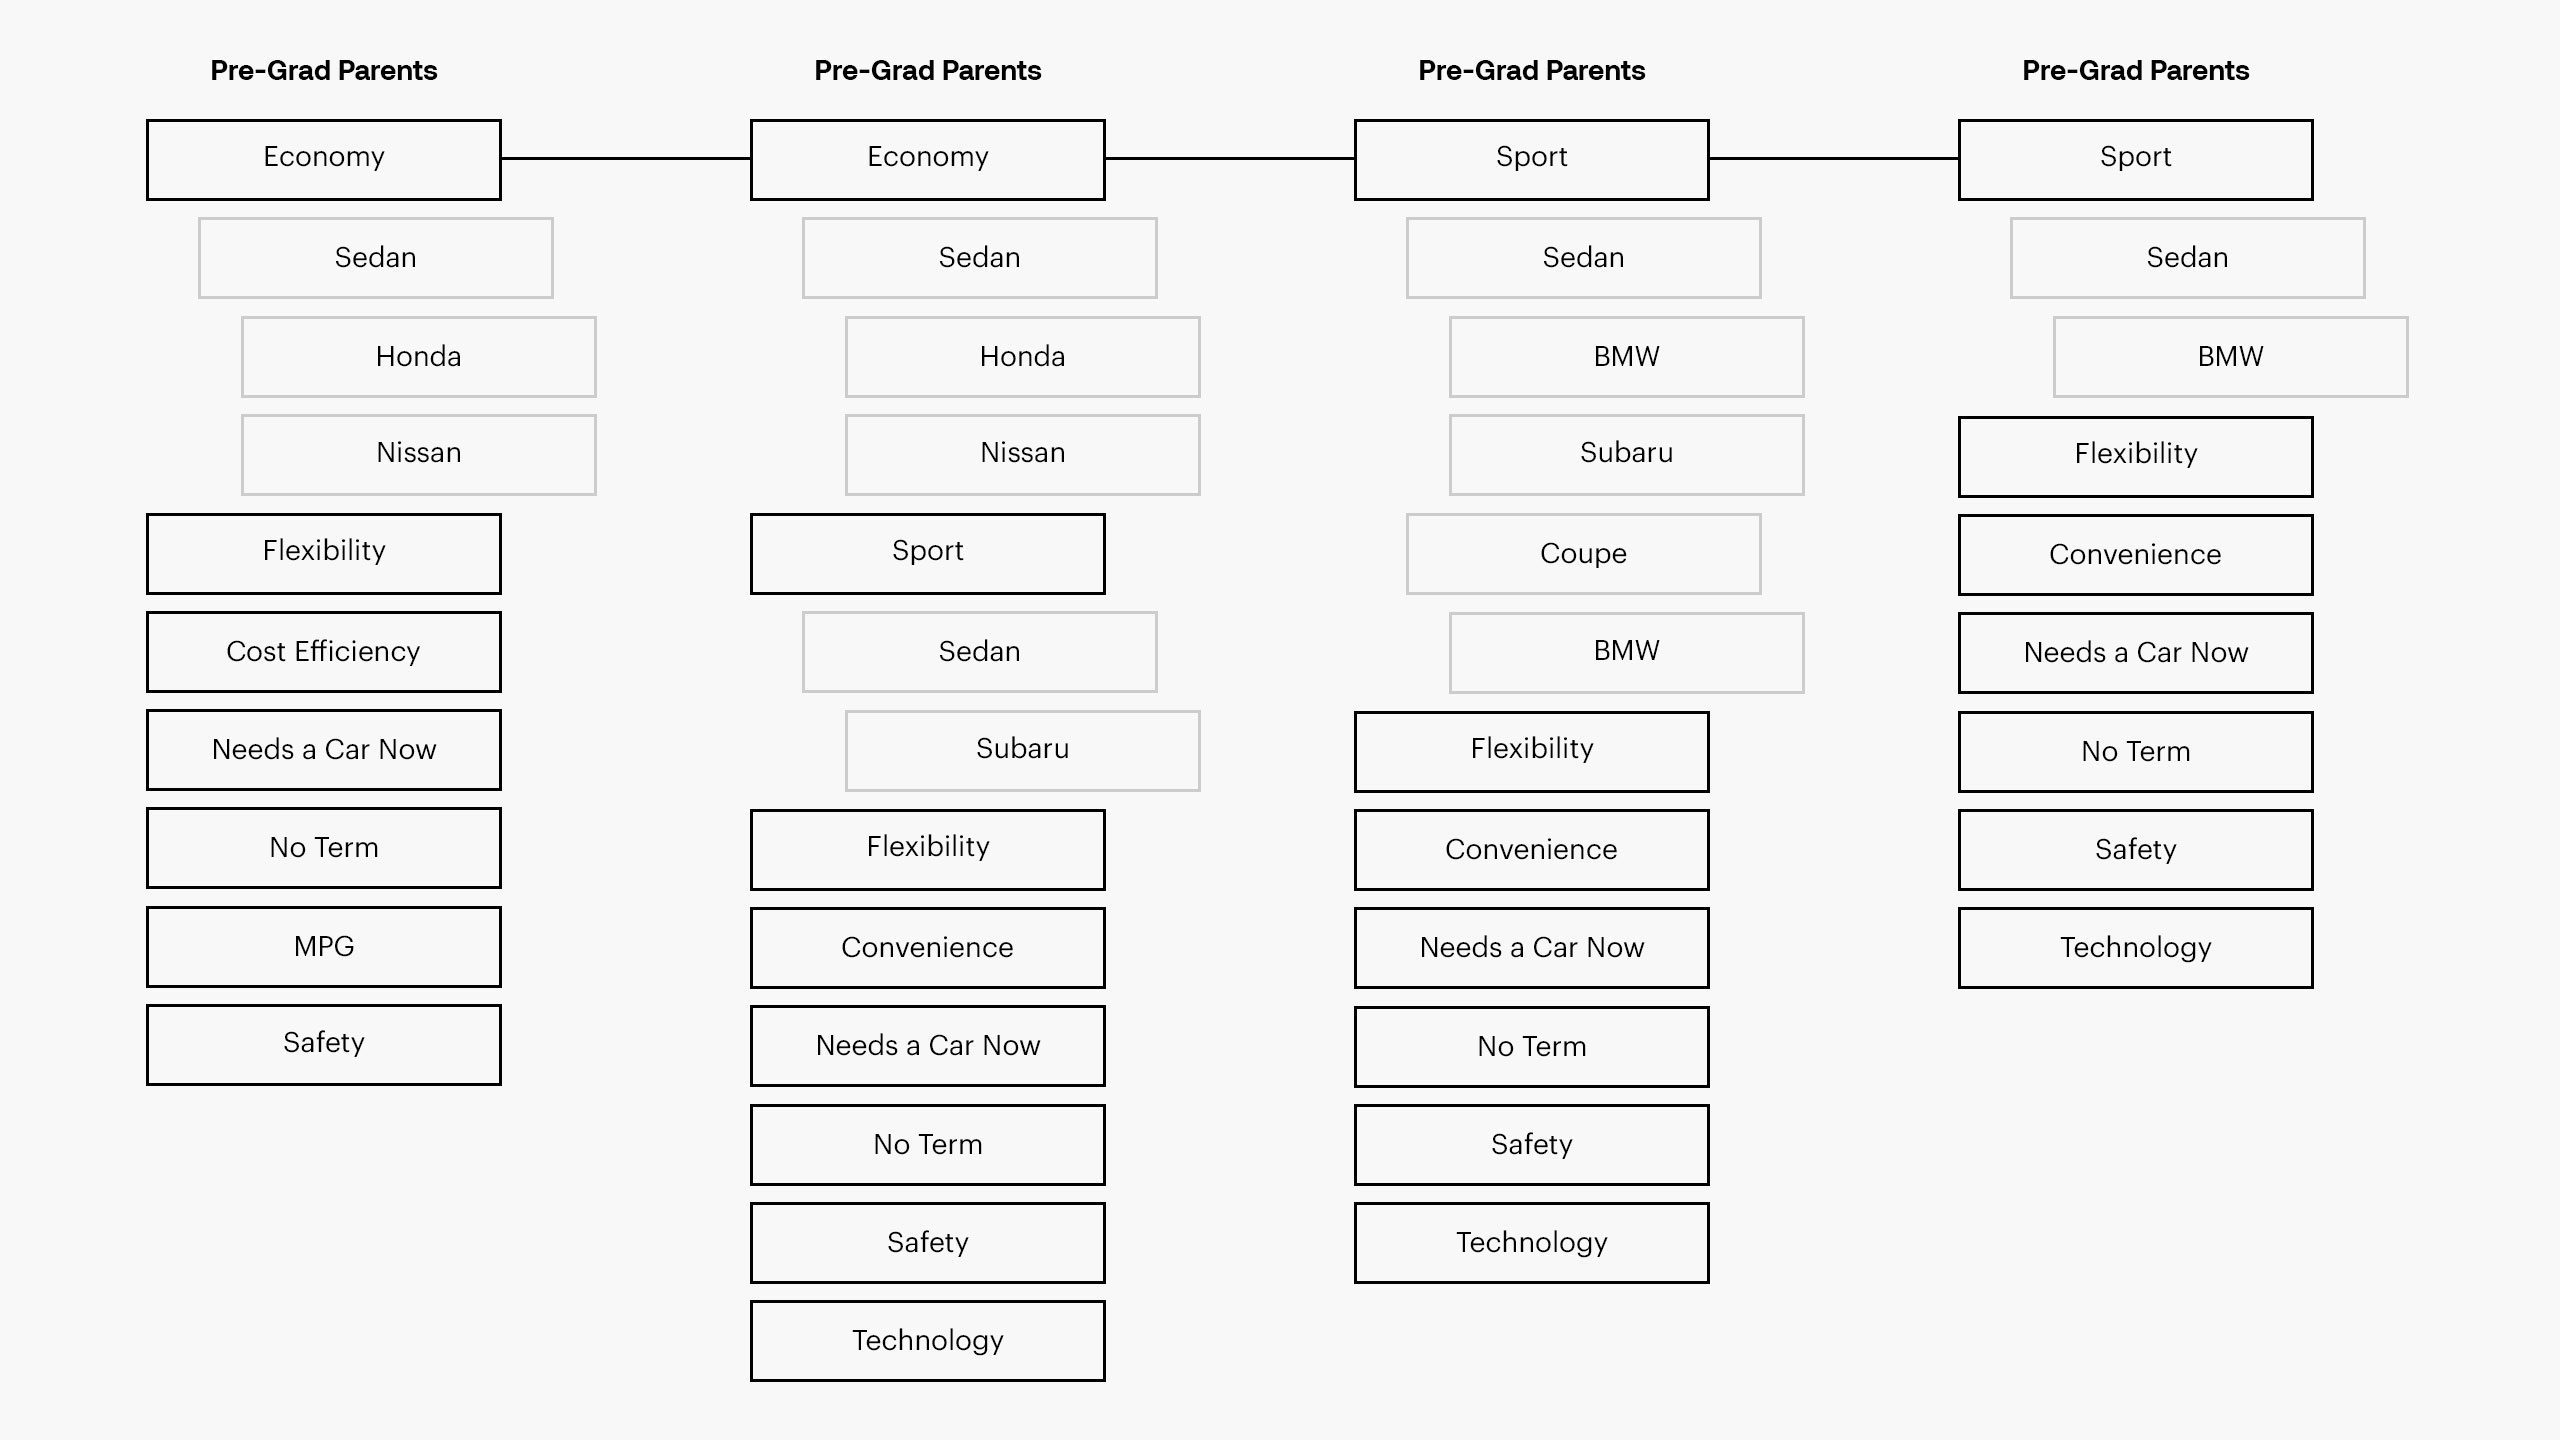 Pre-Grad Parents
Economy
Sedan
Honda
Nissan
Flexibility
Cost Efficiency
Needs a Car Now
No Term
MPG
Safety
Pre-Grad Parents
Economy
Sedan
Honda
Nissan
Sport
Sedan
Subaru
Flexibility
Convenience
Needs a Car Now
No Term
Safety
Technology
Pre-Grad Parents
Sport
Sedan
BMW
Subaru
Coupe
BMW
Flexibility
Convenience
Needs a Car Now
No Term
Safety
Technology
Pre-Grad Parents
Sport
Sedan
BMW
Flexibility
Convenience
Needs a Car Now
No Term
Safety
Technology